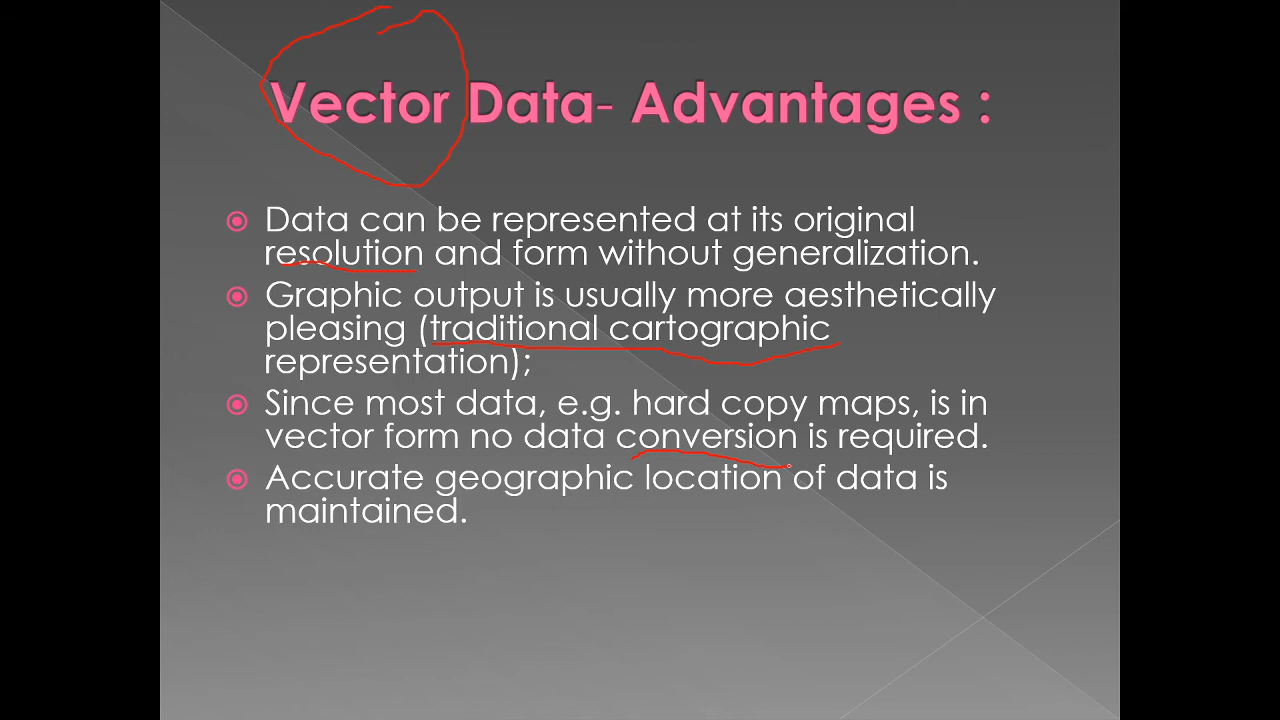 Vector Data- Advantages :
Data can be represented at its original
resolution and form without generalization.
Graphic output is usually more aesthetically
pleasing (traditional cartographic
representation);
Since most data, e.g. hard copy maps, is in
vector form no data conversion is required.
Accurate geographic location of data is
maintained.